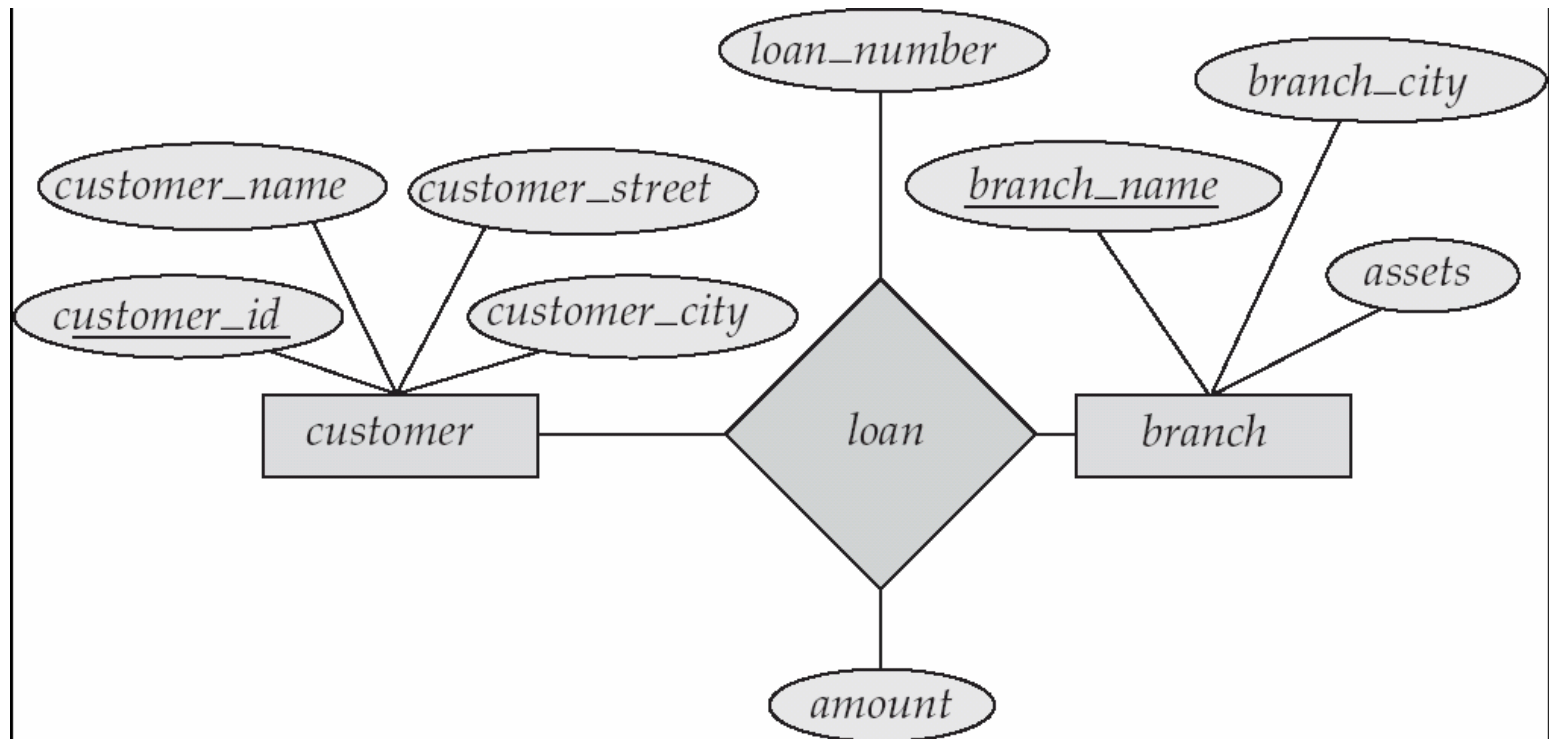 loan_number
branch_city
customer_name
customer_street
branch_name
assets
customer_id
customer_city
customer
loan
branch
amount